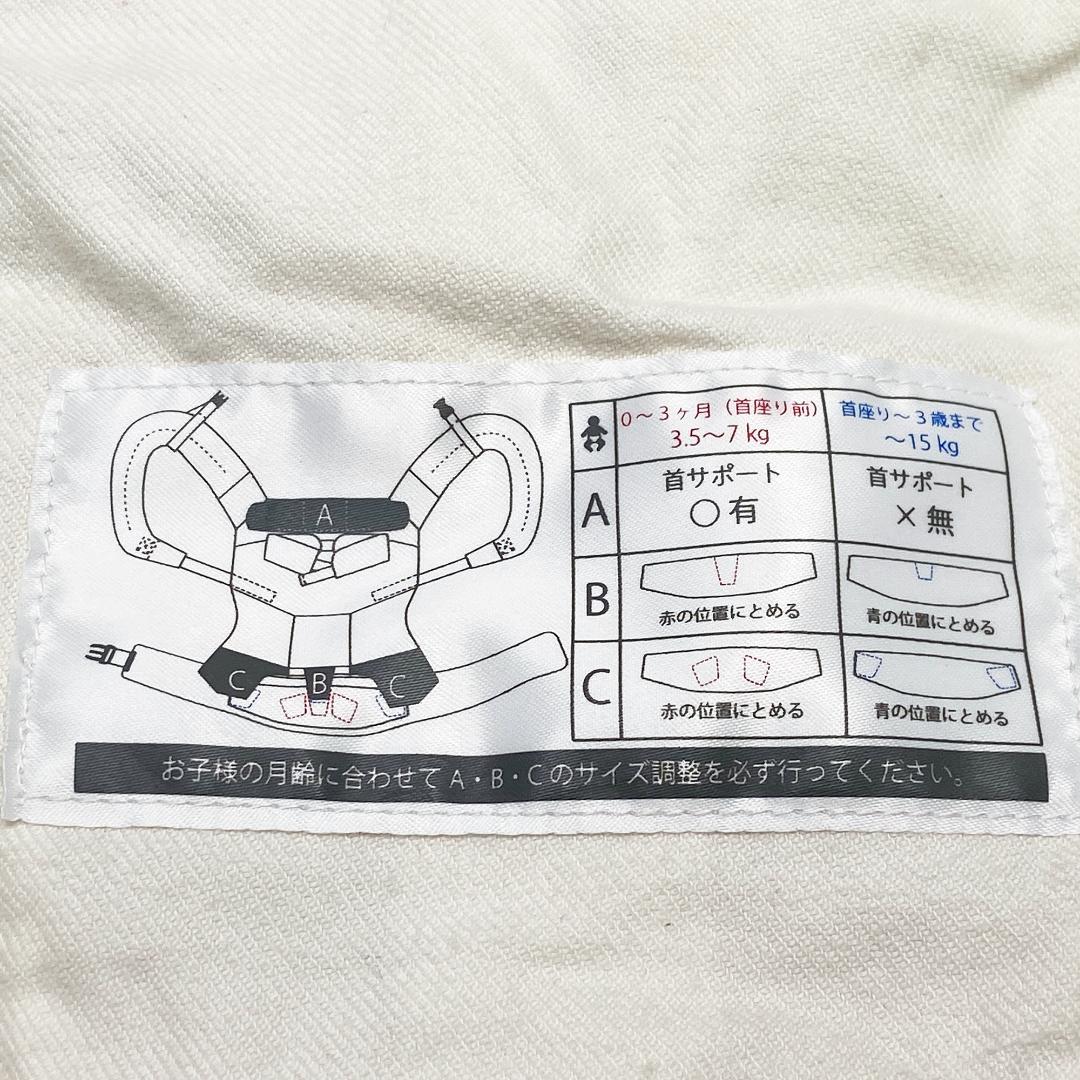 A
C
B
C
0～3ヶ月（首座り前）
3.5～7 kg
首座り～3歳まで
～15 kg
A
首サポート
○有
首サポート
×無
B
赤の位置にとめる
青の位置にとめる
C
赤の位置にとめる
青の位置にとめる
お子様の月齢に合わせてA・B・Cのサイズ調整を必ず行ってください。